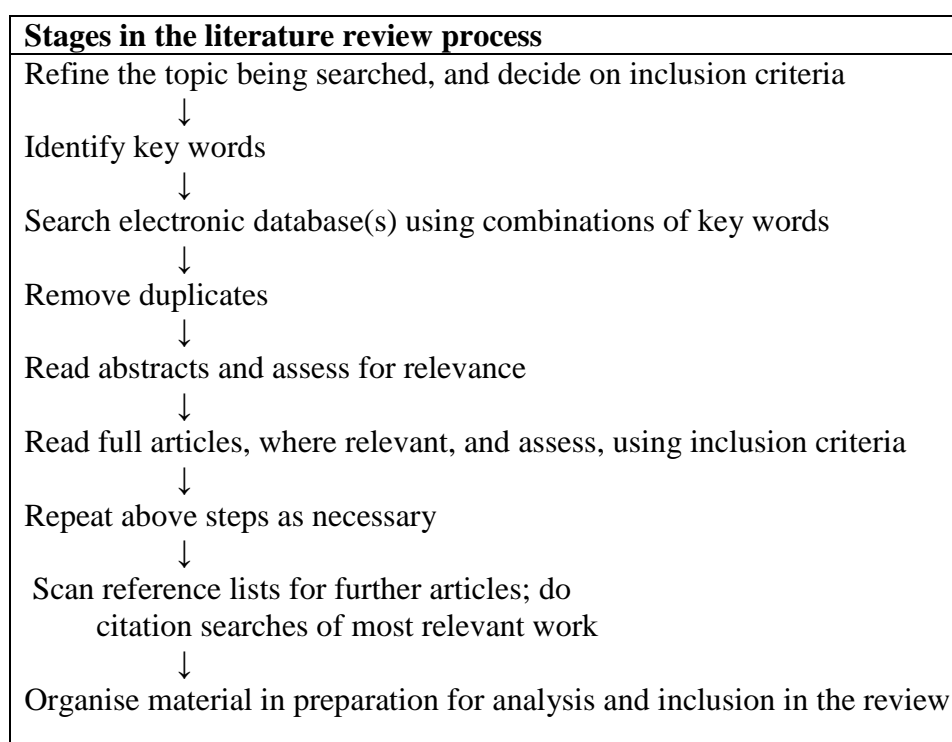 Stages in the literature review process
Refine the topic being searched, and decide on inclusion criteria
↓
Identify key words
↓
Search electronic database(s) using combinations of key words
↓
Remove duplicates
↓
Read abstracts and assess for relevance
↓
Read full articles, where relevant, and assess, using inclusion criteria
↓
Repeat above steps as necessary
↓
Scan reference lists for further articles; do
citation searches of most relevant work
↓
Organise material in preparation for analysis and inclusion in the review